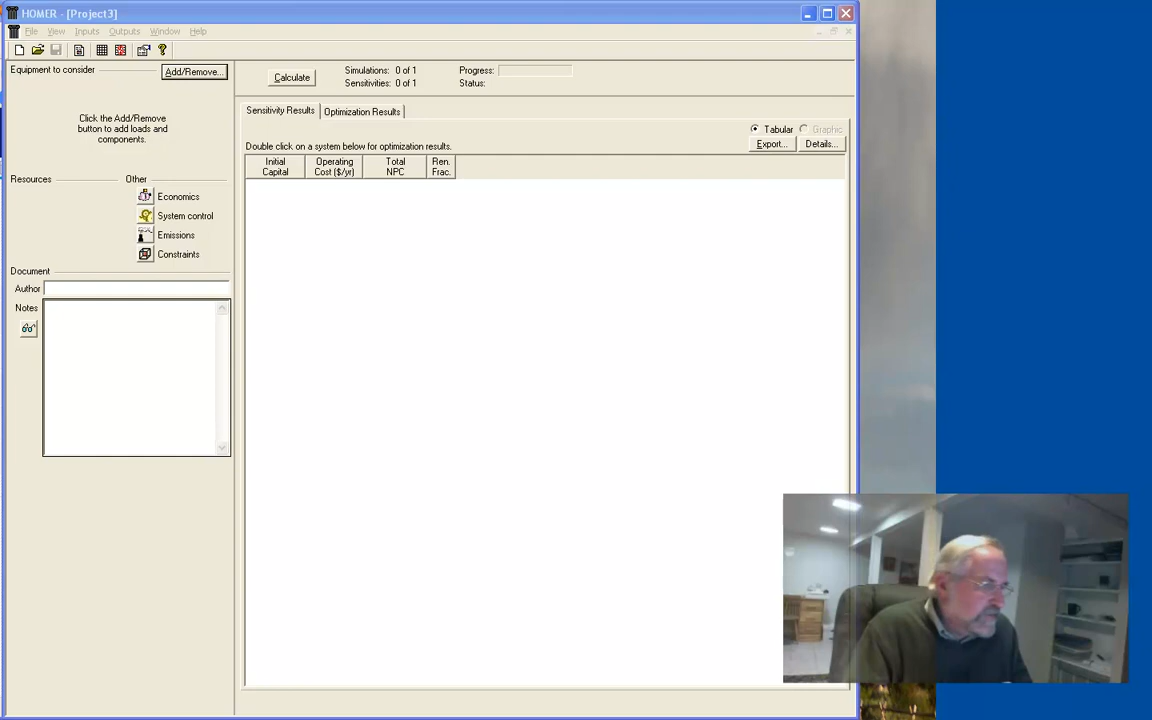 HOMER - [Project3]
File View Inputs Outputs Window Help
Equipment to consider
Add/Remove...
Click the Add/Remove
button to add loads and
components.
Resources
Other
Economics
System control
Emissions
Constraints
Document
Author
Notes
Calculate
Simulations: 0 of 1
Sensitivities: 0 of 1
Progress:
Status:
Sensitivity Results
Optimization Results
Tabular
Graphic
Double click on a system below for optimization results.
Export...
Details...
Initial
Capital
Operating
Cost ($/yr)
Total
NPC
Ren.
Frac.